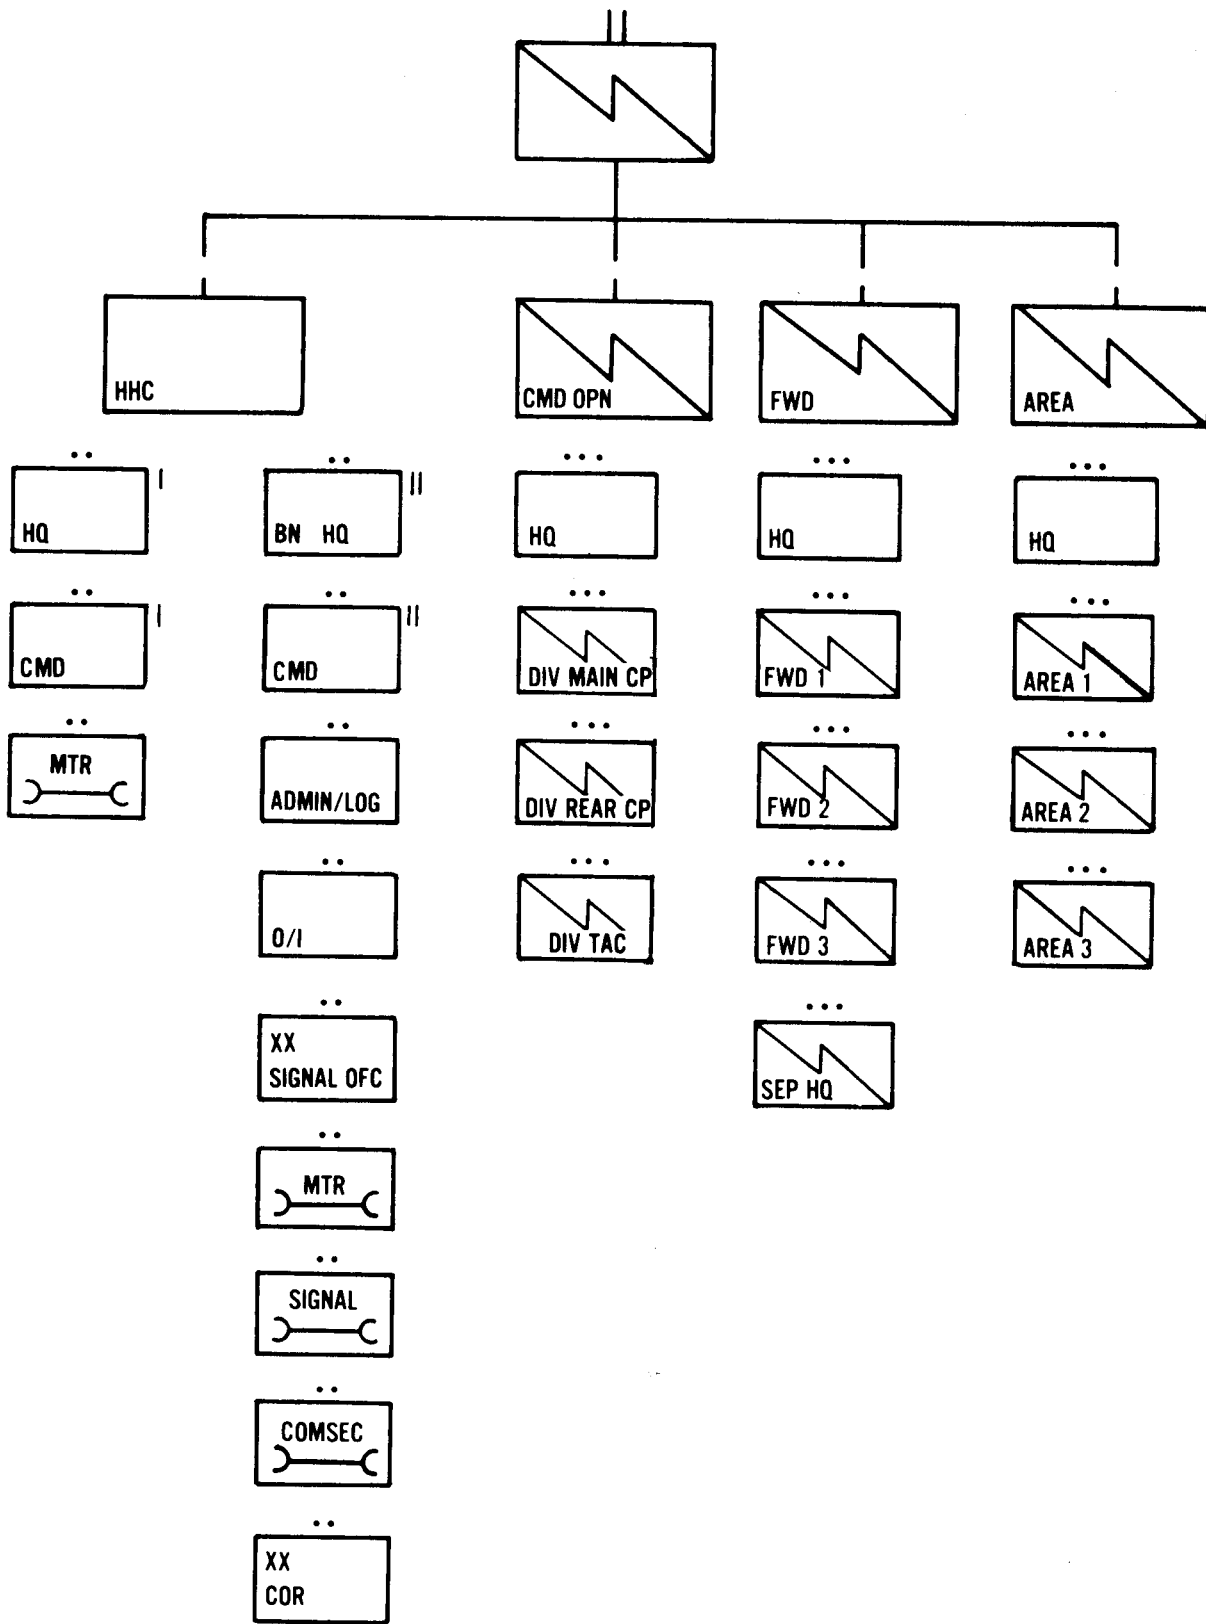 HHC
CMD OPN
FWD
AREA
HQ
BN HQ
HQ
HQ
HQ
CMD
CMD
DIV MAIN CP
FWD 1
AREA 1
MTR
ADMIN/LOG
DIV REAR CP
FWD 2
AREA 2
O/I
DIV TAC
FWD 3
AREA 3
XX
SIGNAL OFC
SEP HQ
MTR
SIGNAL
COMSEC
XX
COR